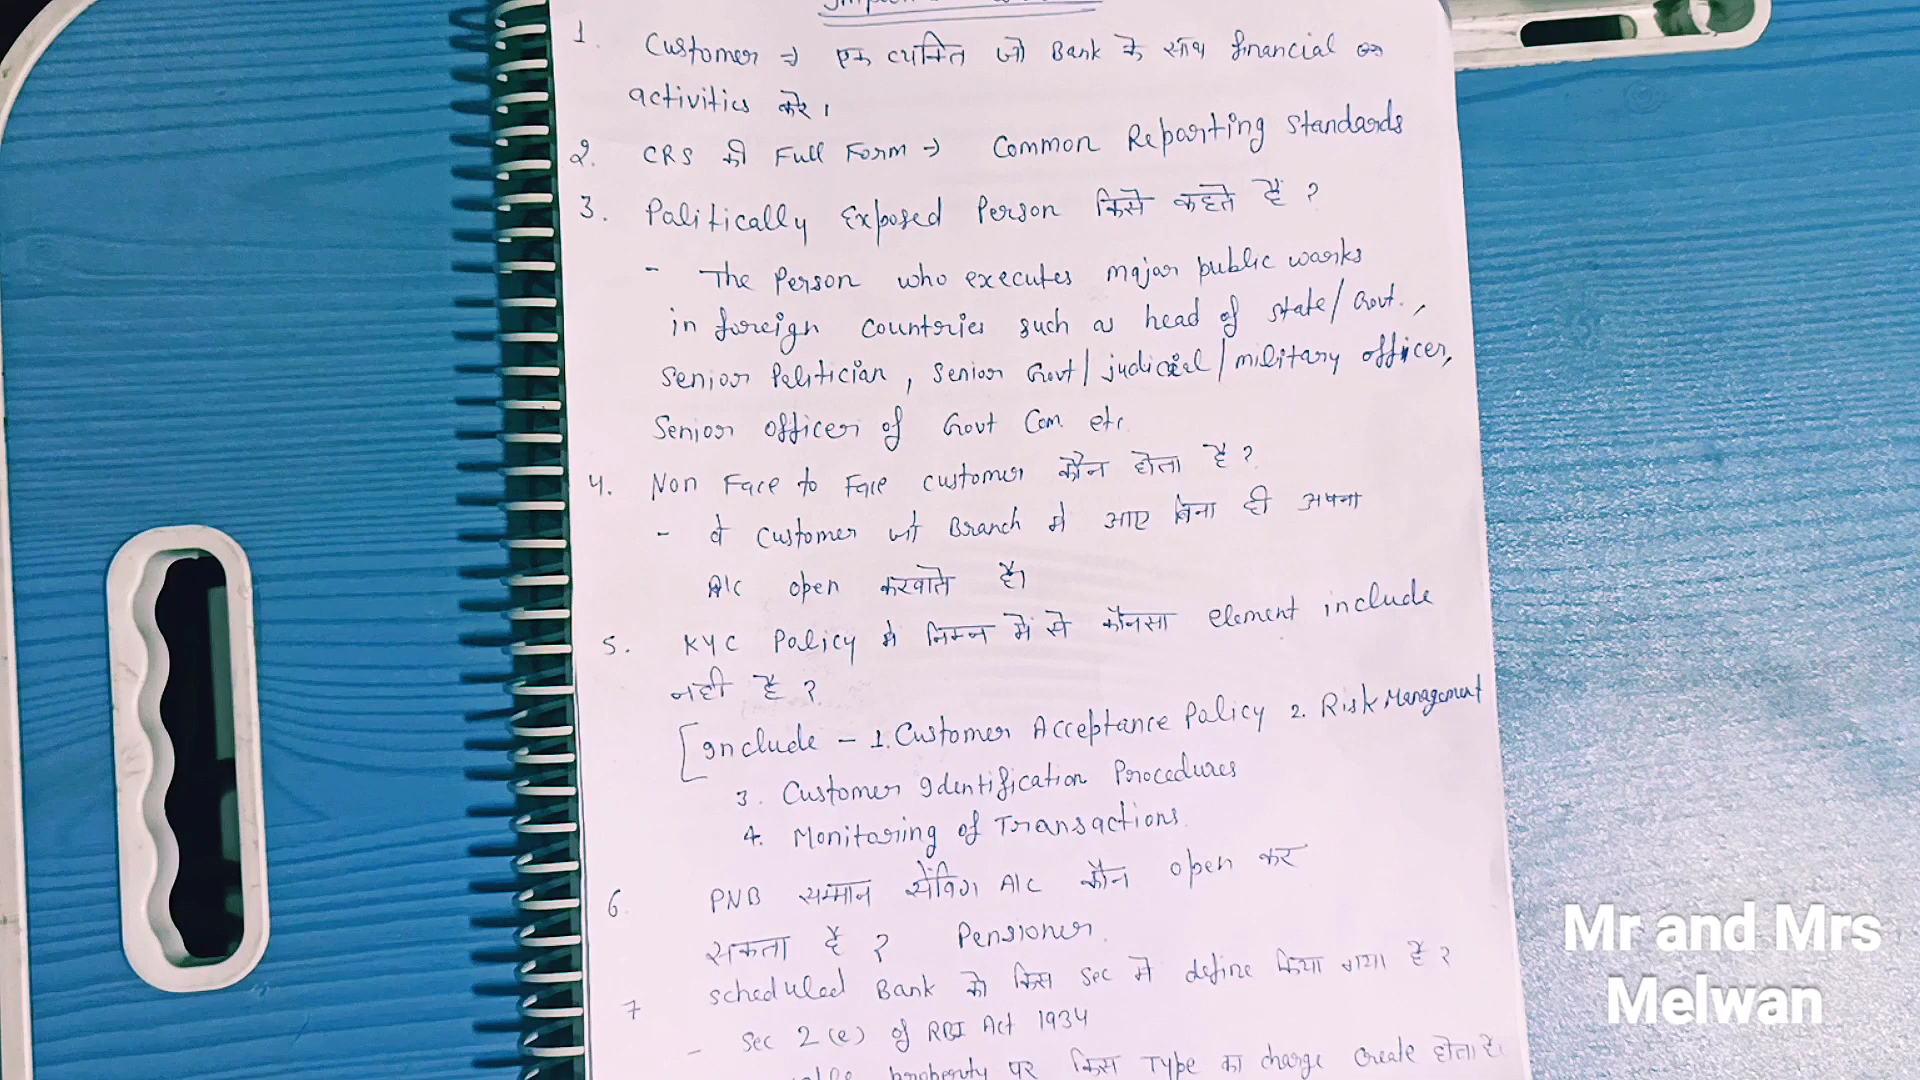 1. Customer → एक व्यक्ति जो Bank के साथ financial
activities करे।
2. CRS की Full Form → Common Reporting Standards
3. Politically Exposed Person किसे कहते हैं ?
- The Person who executes major public works
in foreign countries such as head of state/Govt.,
Senior Politician, Senior Govt/judicial/military officer,
Senior officer of Govt Com. etc.
4. Non Face to Face customer कौन होता है ?
- वे Customer जो Branch मे आए बिना ही अपना
A/c open करवाते है।
5. KYC Policy मे निम्न में से कौनसा element include
नही है ?
[Include - 1. Customer Acceptance Policy 2. Risk Management
3. Customer Identification Procedures
4. Monitoring of Transactions.
6. PNB सम्मान सेविंग A/c कौन open कर
सकता है ? Pensioner.
7 Scheduled Bank को किस Sec मे define किया गया है ?
- Sec 2(e) of RBI Act 1934
property पर किस Type का charge create होता है।
Mr and Mrs
Melwan